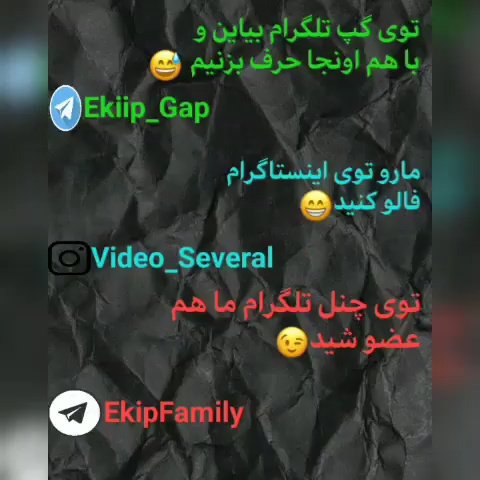 توی گپ تلگرام بیاین و
با هم اونجا حرف بزنیم 😅
Ekiip_Gap
مارو توی اینستاگرام
فالو کنید😁
Video_Several
توی چنل تلگرام ما هم
عضو شید😉
EkipFamily